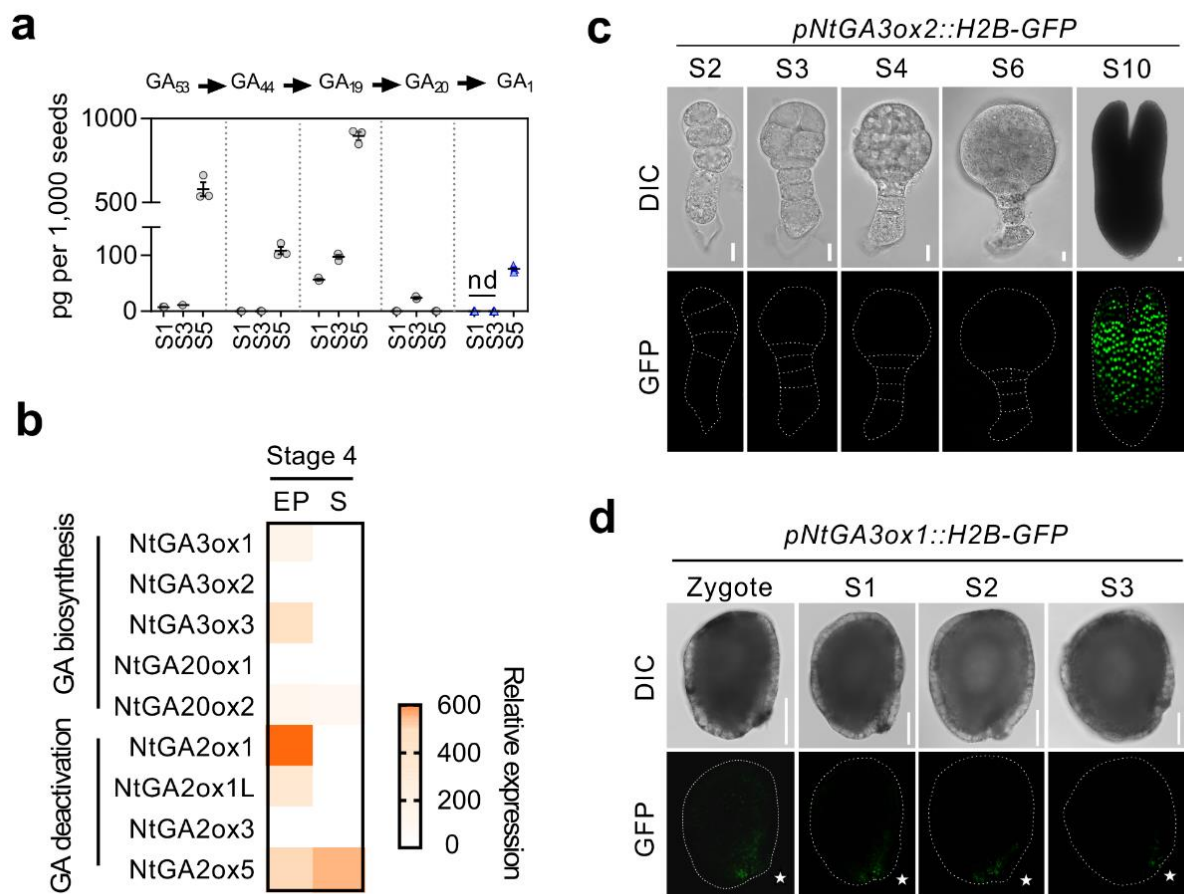 a
GA53 GA44 GA19 GA20 GA1
pg per 1,000 seeds
1000
500
100
0
nd
S1 S3 S5 S1 S3 S5 S1 S3 S5 S1 S3 S5 S1 S3 S5
b
Stage 4
EP S
GA biosynthesis
NtGA3ox1
NtGA3ox2
NtGA3ox3
NtGA20ox1
NtGA20ox2
GA deactivation
NtGA2ox1
NtGA2ox1L
NtGA2ox3
NtGA2ox5
600
400
200
0
Relative expression
c
pNtGA3ox2::H2B-GFP
S2 S3 S4 S6 S10
DIC
GFP
d
pNtGA3ox1::H2B-GFP
Zygote S1 S2 S3
DIC
GFP